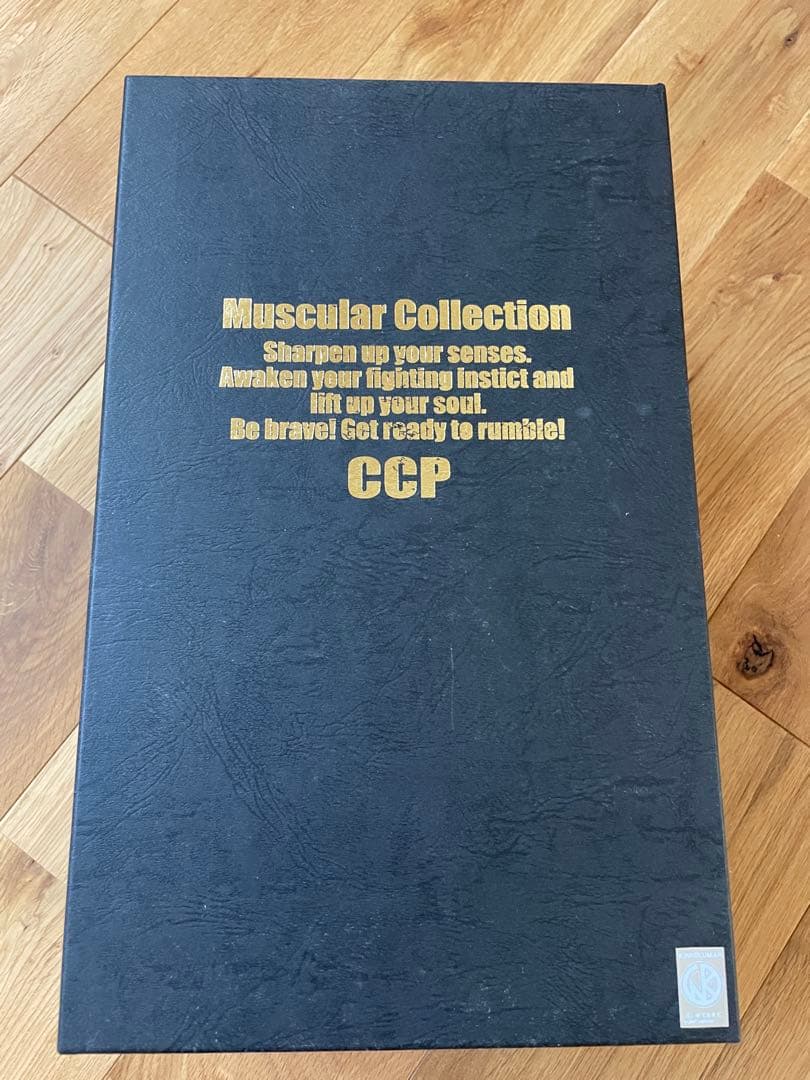 Muscular Collection
Sharpen up your senses.
Awaken your fighting instict and
lift up your soul.
Be brave! Get ready to rumble!
CCP